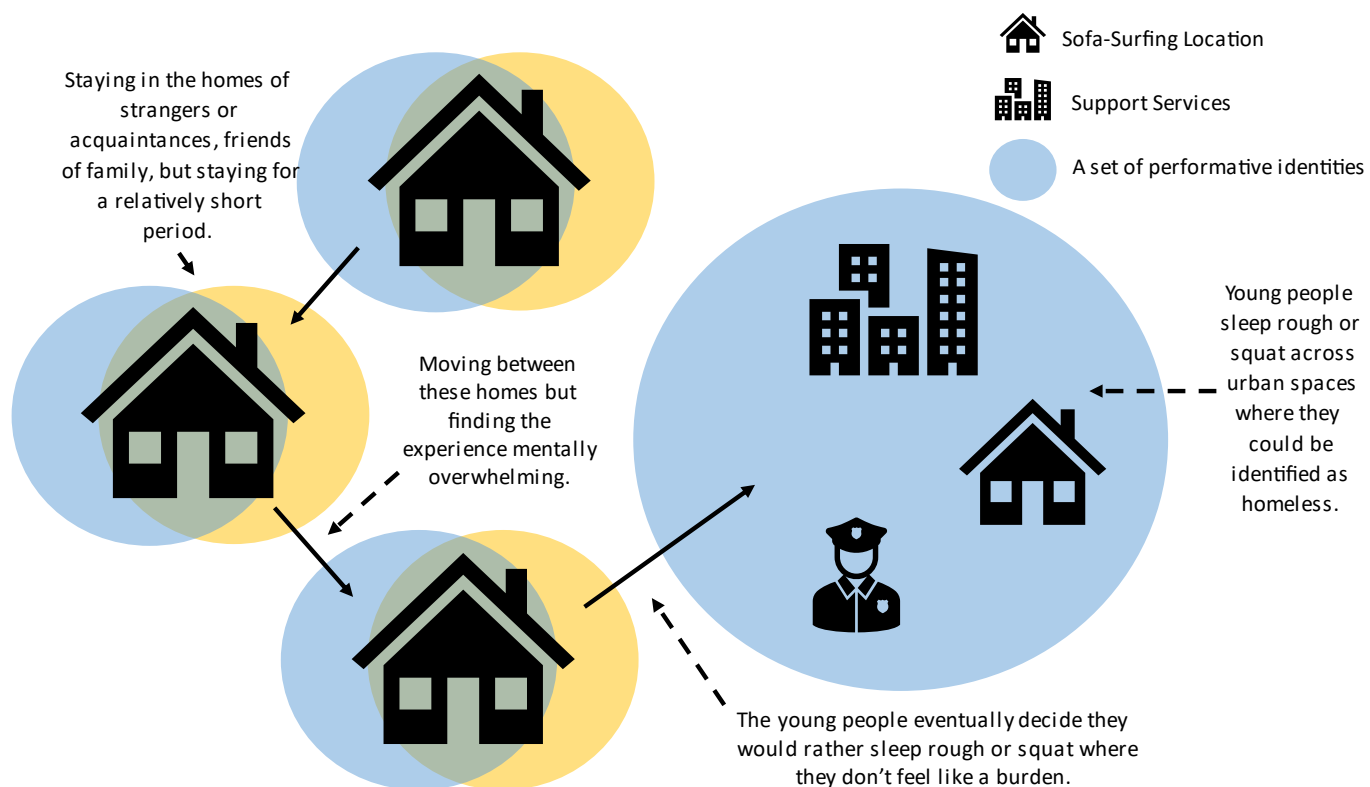 Sofa-Surfing Location
Support Services
A set of performative identities
Staying in the homes of
strangers or
acquaintances, friends
of family, but staying for
a relatively short
period.
Moving between
these homes but
finding the
experience mentally
overwhelming.
Young people
sleep rough or
squat across
urban spaces
where they
could be
identified as
homeless.
The young people eventually decide they
would rather sleep rough or squat where
they don’t feel like a burden.